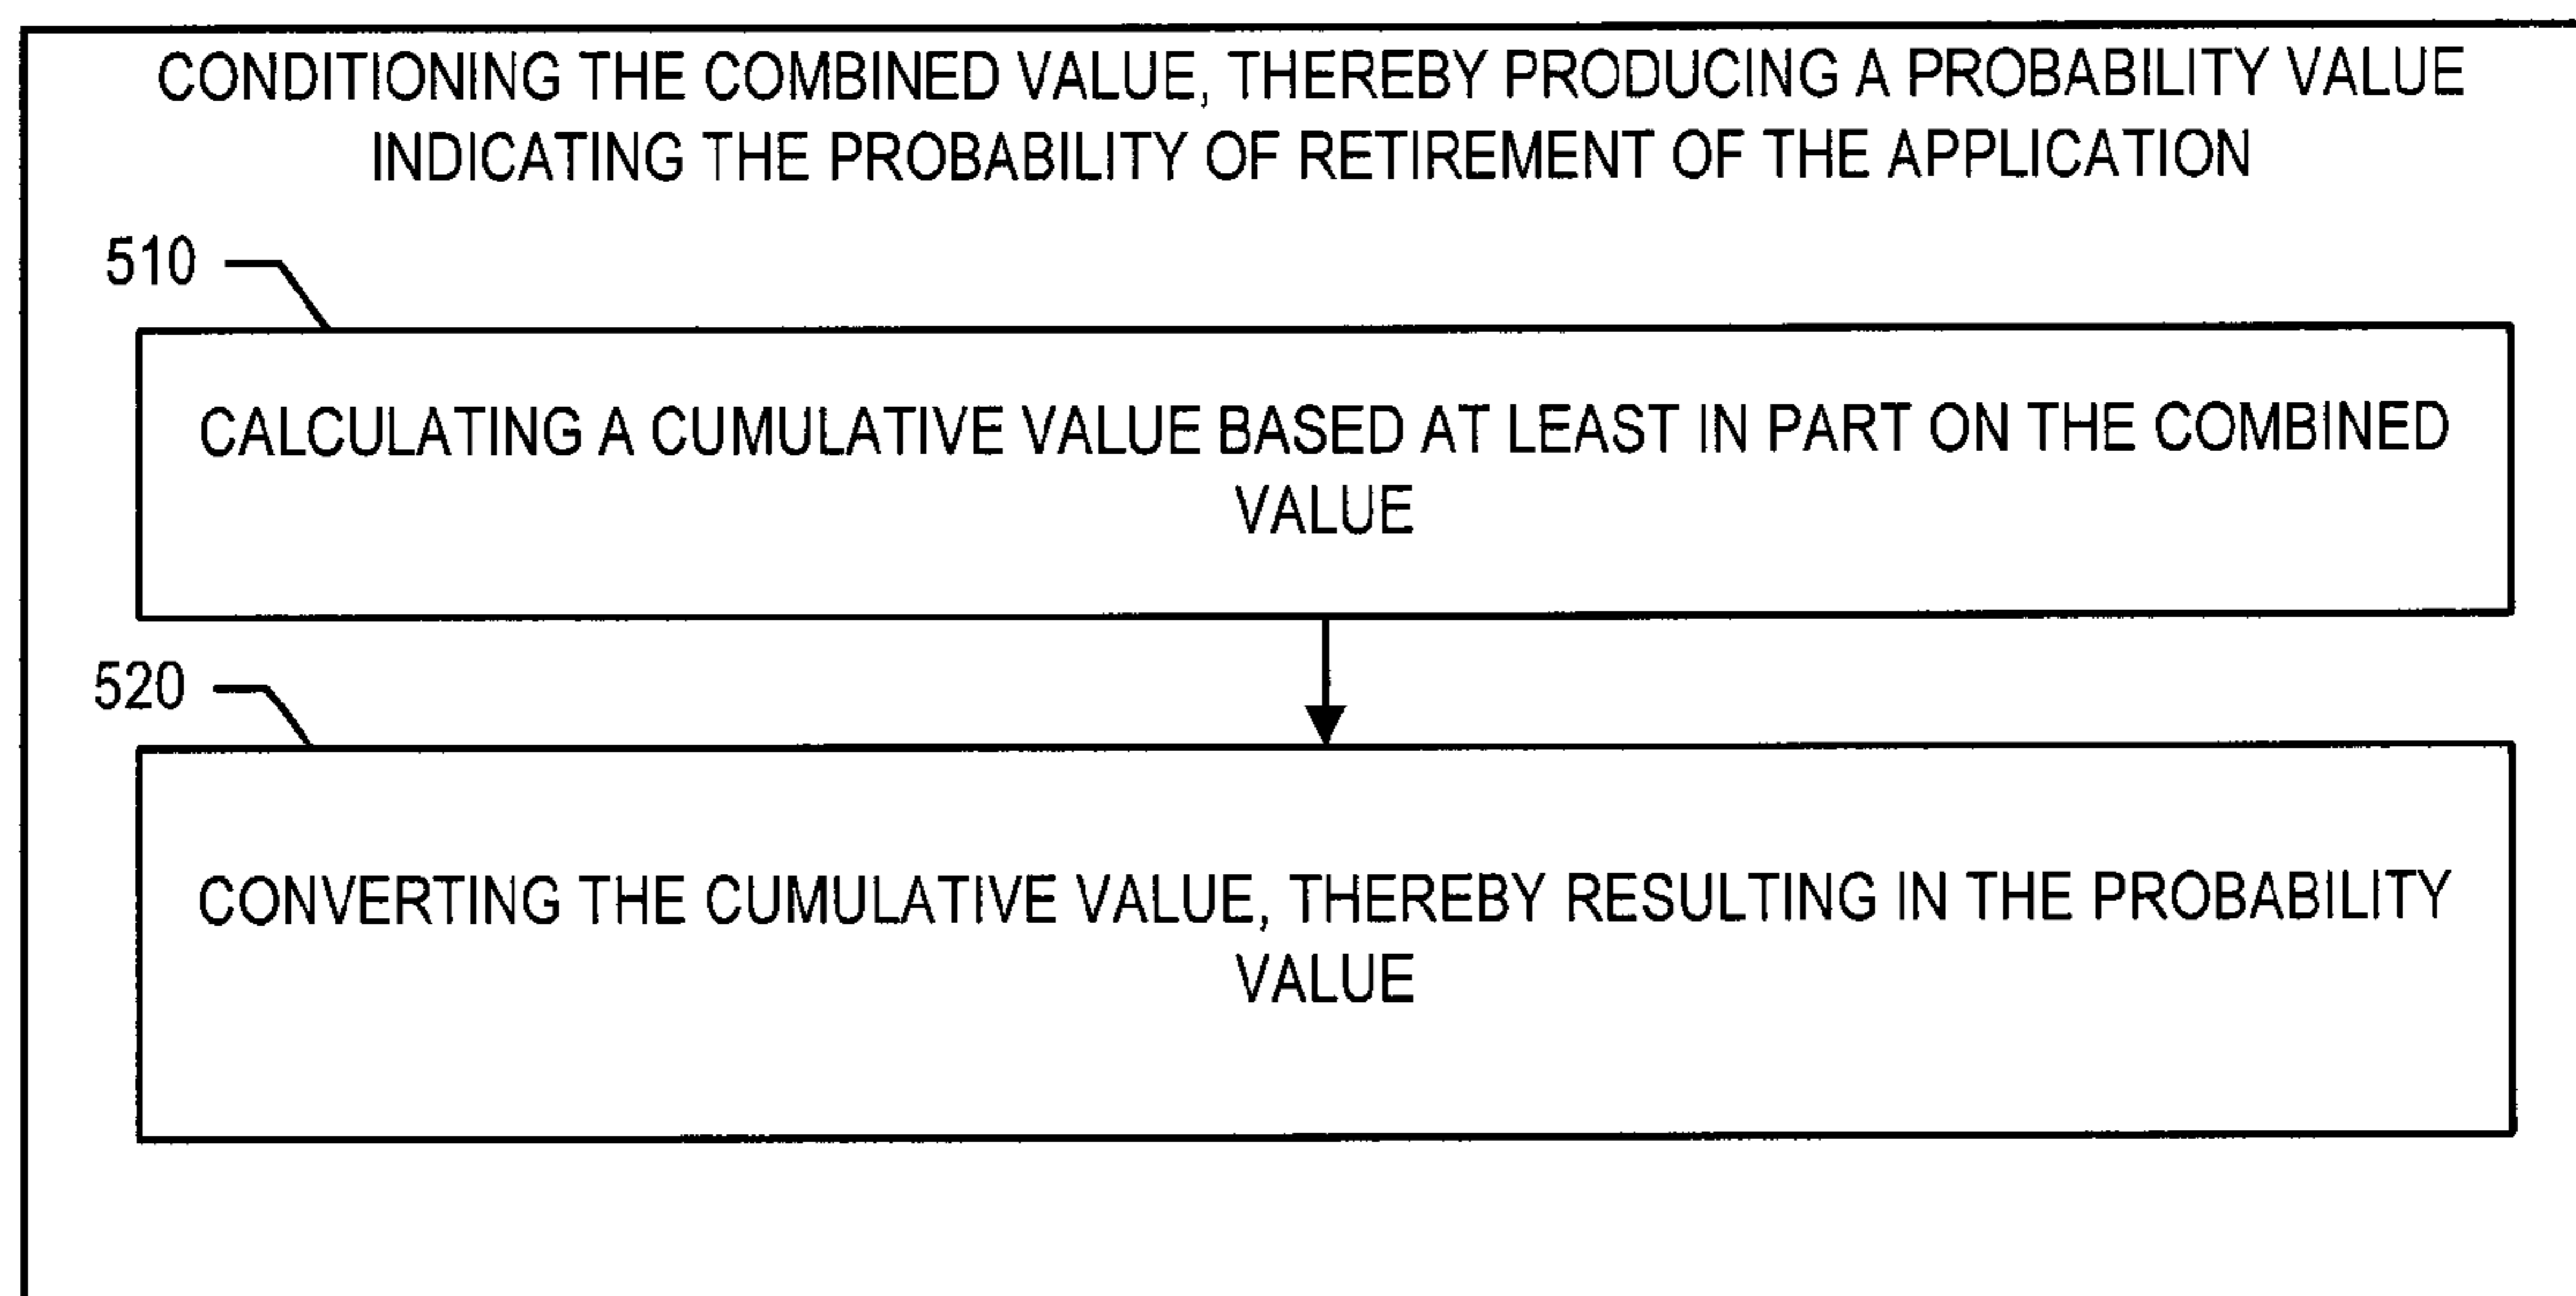 CONDITIONING THE COMBINED VALUE, THEREBY PRODUCING A PROBABILITY VALUE
INDICATING THE PROBABILITY OF RETIREMENT OF THE APPLICATION
510
CALCULATING A CUMULATIVE VALUE BASED AT LEAST IN PART ON THE COMBINED
VALUE
520
CONVERTING THE CUMULATIVE VALUE, THEREBY RESULTING IN THE PROBABILITY
VALUE